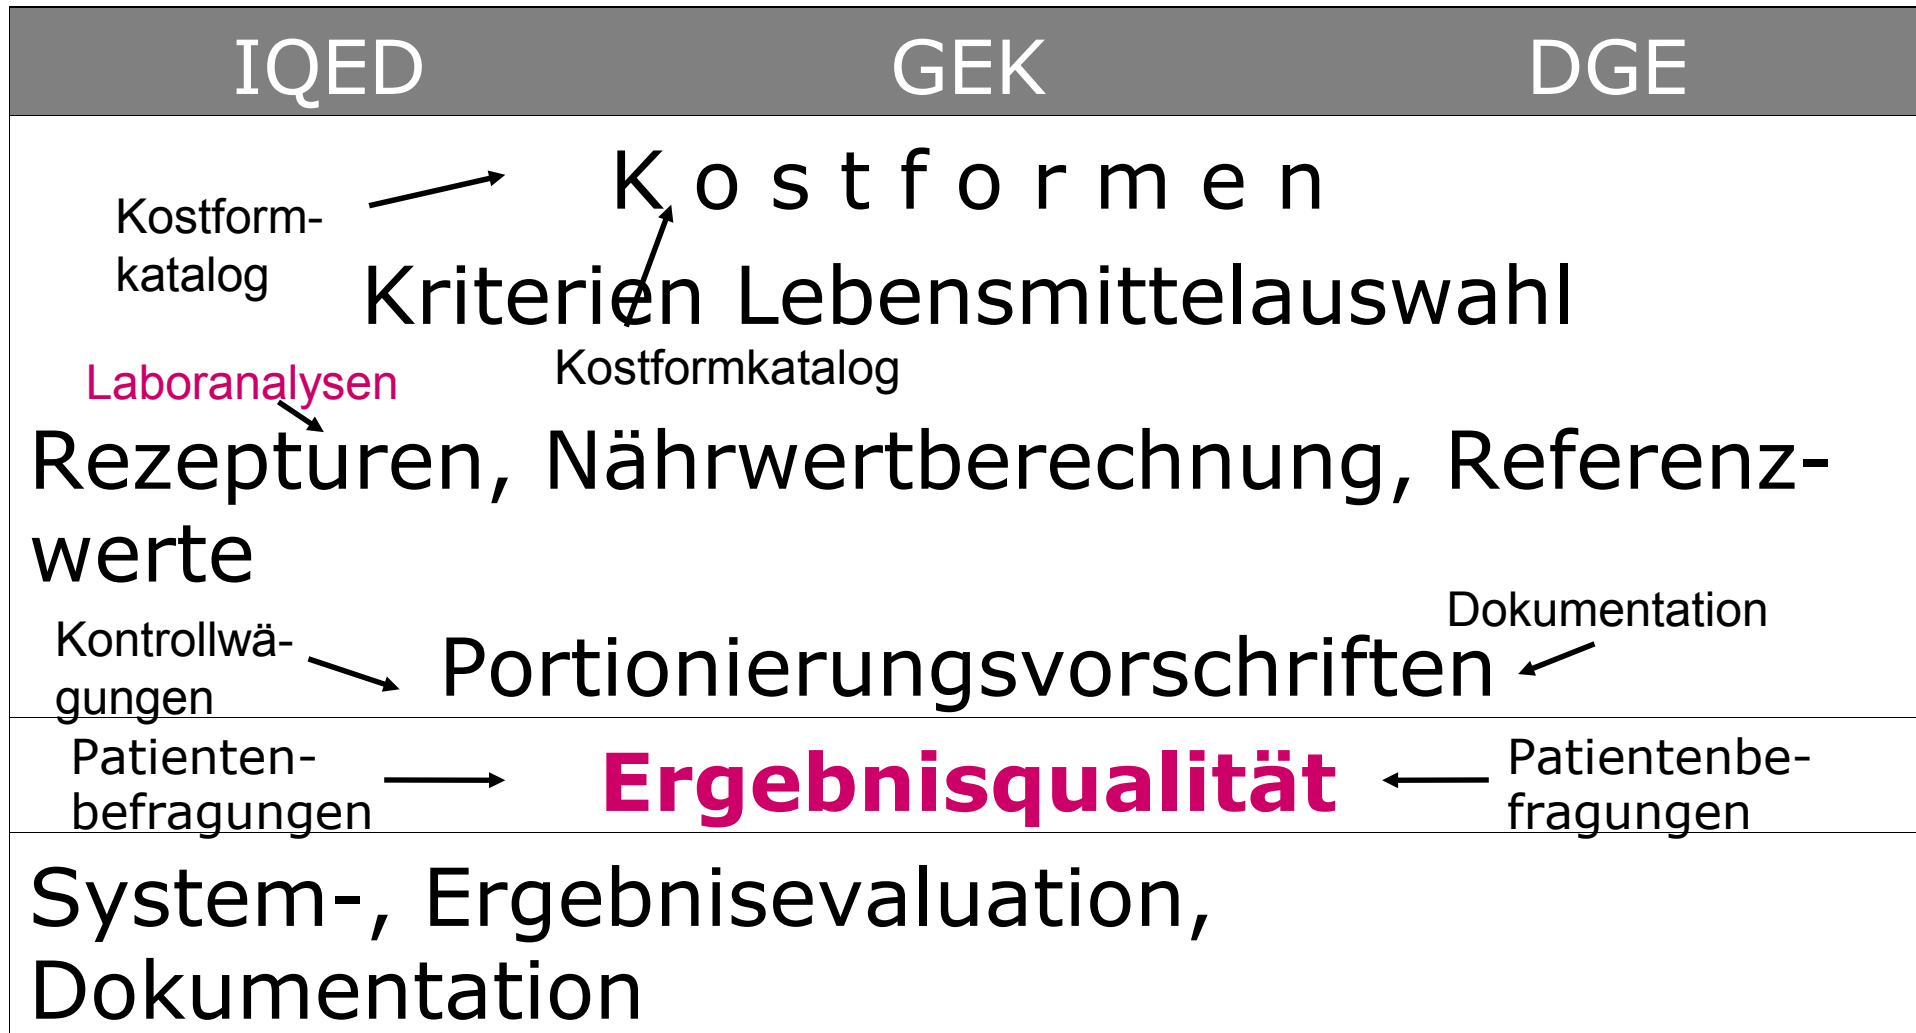 IQED GEK DGE
K o s t f o r m e n
Kostform-
katalog
Kriterien Lebensmittelauswahl
Kostformkatalog
Laboranalysen
Rezepturen, Nährwertberechnung, Referenz-
werte
Dokumentation
Kontrollwä-
gungen
Portionierungsvorschriften
Patienten-
befragungen
Ergebnisqualität
Patientenbe-
fragungen
System-, Ergebnisevaluation,
Dokumentation